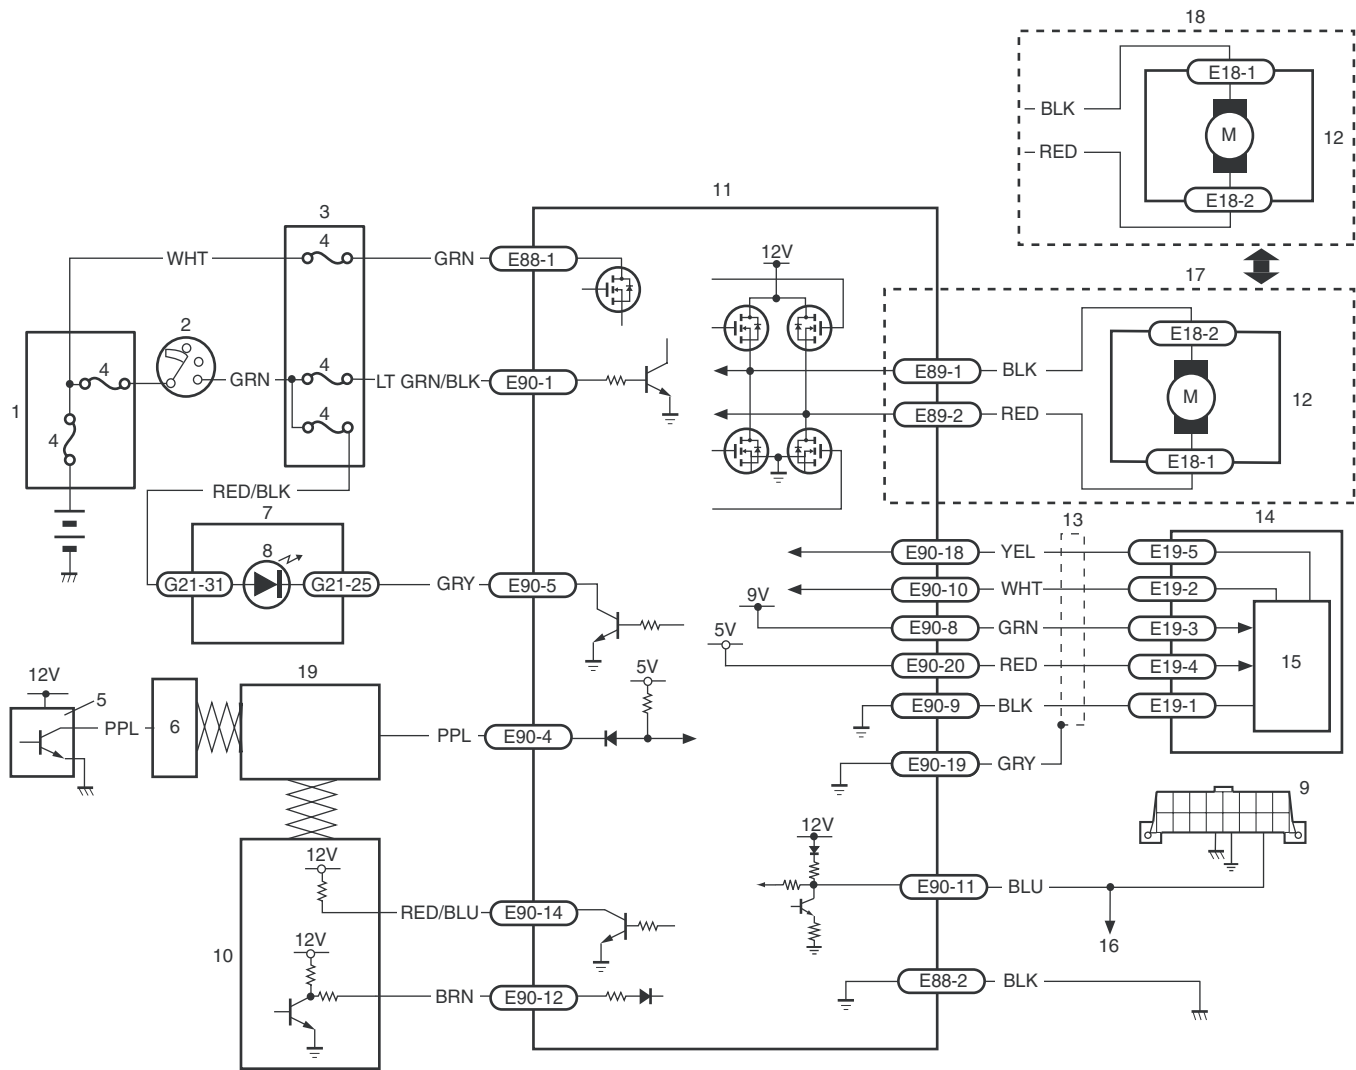 18
E18-1
BLK
M
12
RED
E18-2
11
3
4
WHT
GRN
E88-1
12V
17
2
E18-2
4
4
GRN
LT GRN/BLK
E90-1
E89-1
BLK
M
12
1
4
4
E89-2
RED
E18-1
RED/BLK
7
13
14
8
E90-18
YEL
E19-5
G21-31
G21-25
GRY
E90-5
9V
E90-10
WHT
E19-2
5V
E90-8
GRN
E19-3
15
12V
19
5V
E90-20
RED
E19-4
5
PPL
6
PPL
E90-4
E90-9
BLK
E19-1
E90-19
GRY
9
12V
12V
E90-11
BLU
RED/BLU
E90-14
16
12V
10
E88-2
BLK
BRN
E90-12